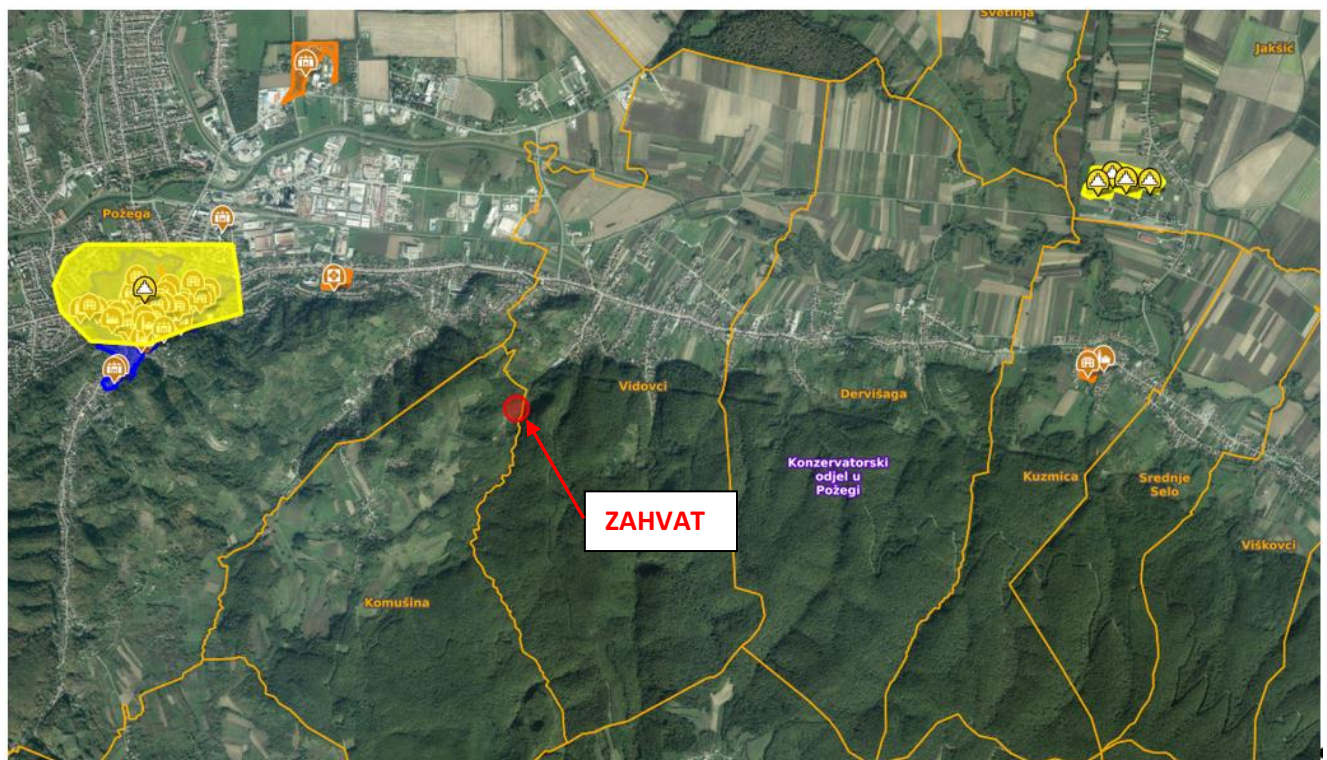 Svetinja
Jakšić
Požega
Vidovci
Dervišaga
Konzervatorski
odjel u
Požegi
Kuzmica
Srednje
Selo
ZAHVAT
Viškovci
Komušina